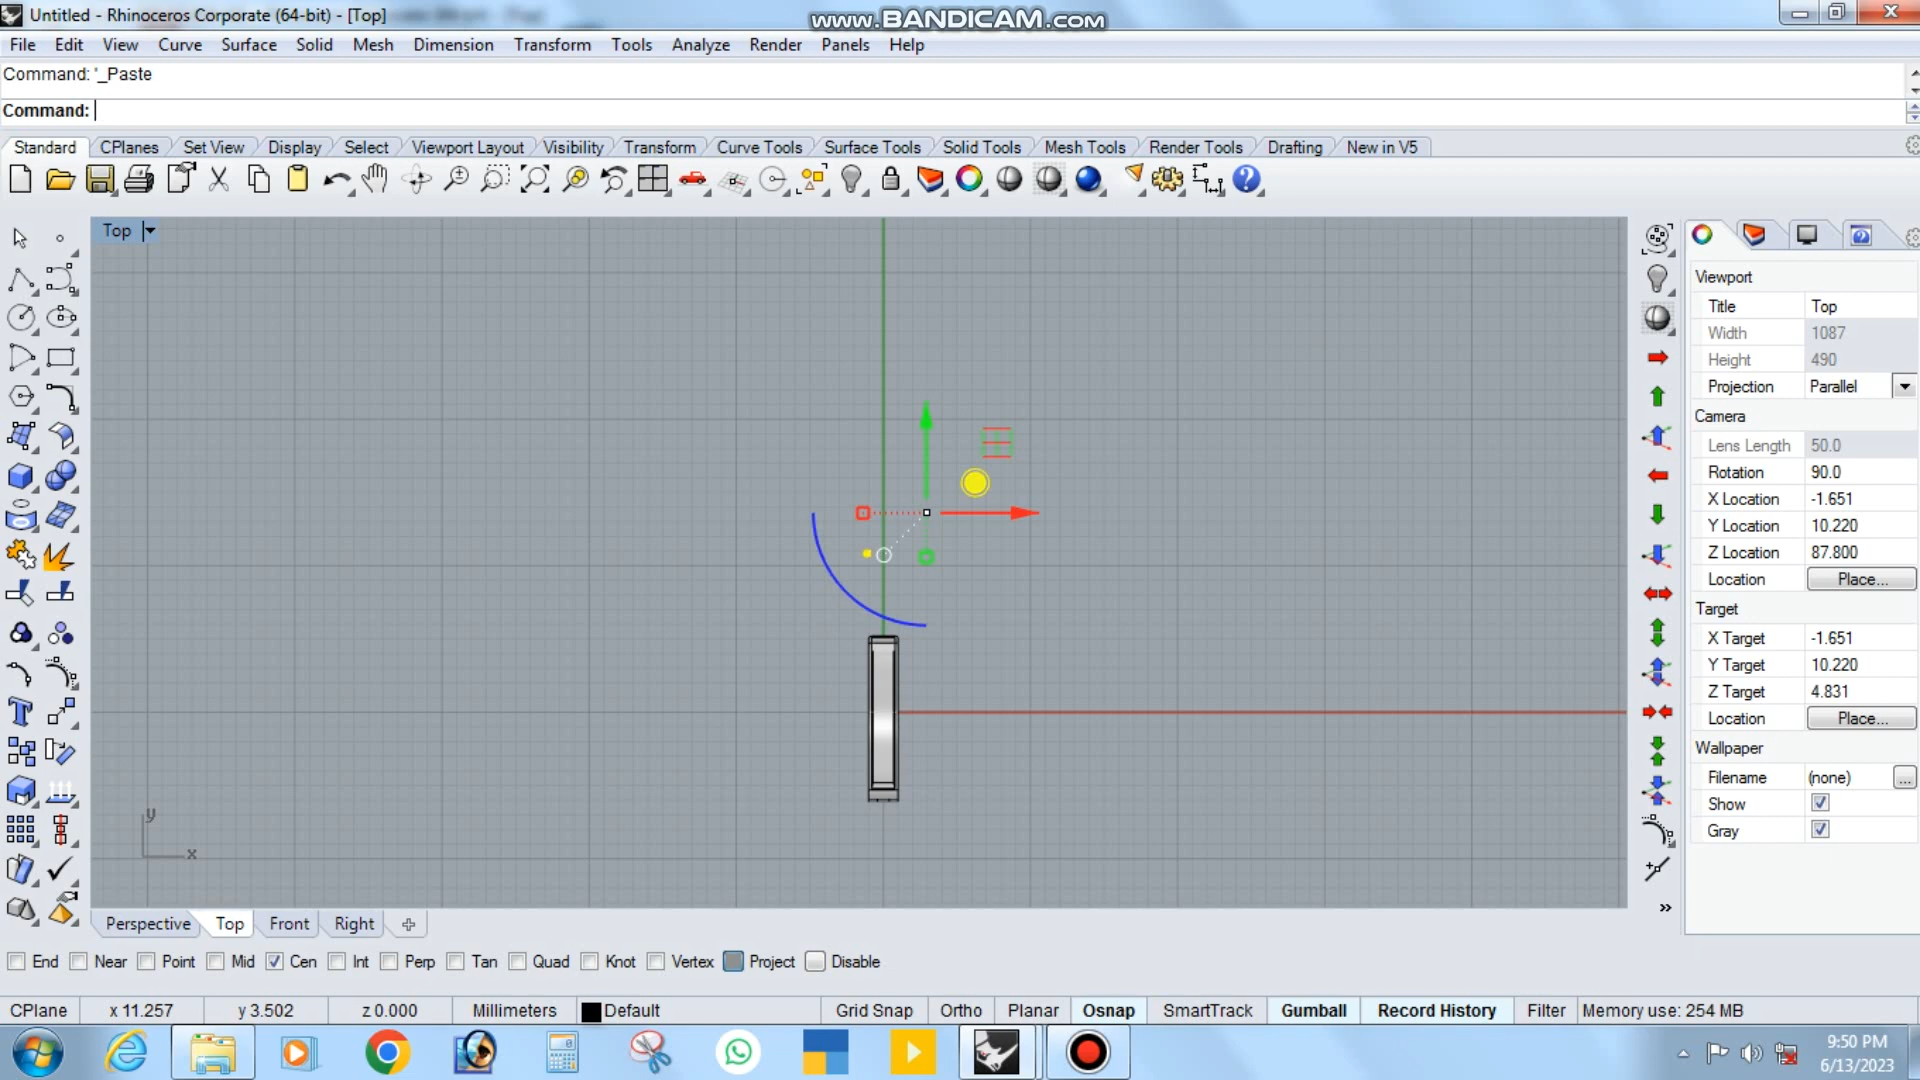 Untitled - Rhinoceros Corporate (64-bit) - [Top]
www.BANDICAM.com
File Edit View Curve Surface Solid Mesh Dimension Transform Tools Analyze Render Panels Help
Command: '_Paste
Command:
Standard CPlanes Set View Display Select Viewport Layout Visibility Transform Curve Tools Surface Tools Solid Tools Mesh Tools Render Tools Drafting New in V5
Top
Viewport
Title Top
Width 1087
Height 490
Projection Parallel
Camera
Lens Length 50.0
Rotation 90.0
X Location -1.651
Y Location 10.220
Z Location 87.800
Location Place...
Target
X Target -1.651
Y Target 10.220
Z Target 4.831
Location Place...
Wallpaper
Filename (none) ...
Show
Gray
y
x
Perspective Top Front Right
End Near Point Mid Cen Int Perp Tan Quad Knot Vertex Project Disable
CPlane x 11.257 y 3.502 z 0.000 Millimeters Default Grid Snap Ortho Planar Osnap SmartTrack Gumball Record History Filter Memory use: 254 MB
9:50 PM
6/13/2023